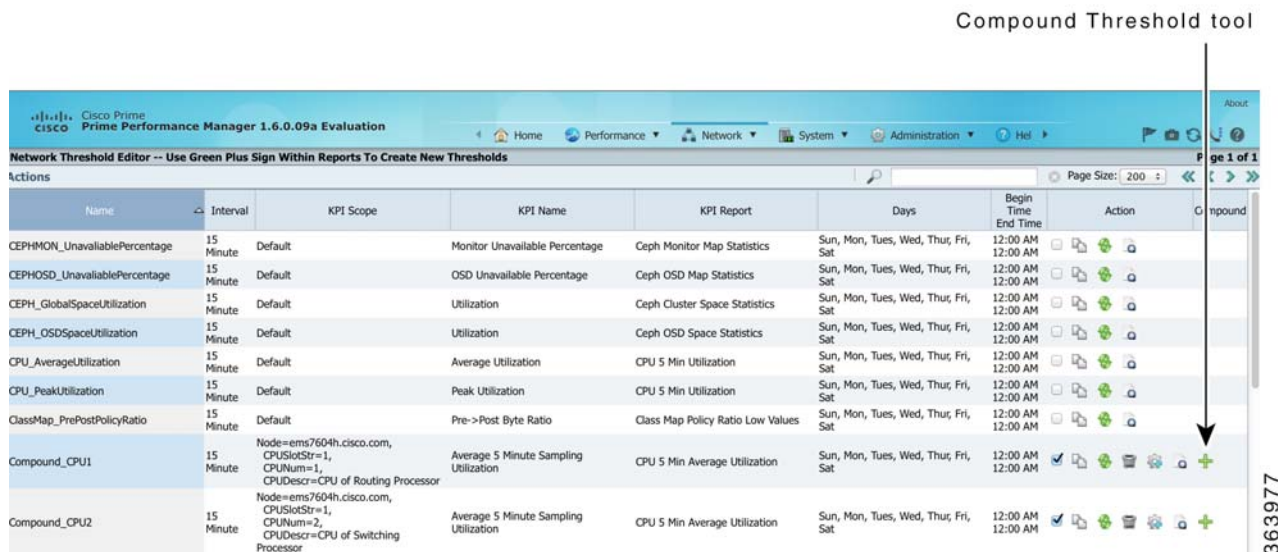 Compound Threshold tool
About
Cisco Prime
CISCO Prime Performance Manager 1.6.0.09a Evaluation
Home Performance Network System Administration Hel
Network Threshold Editor -- Use Green Plus Sign Within Reports To Create New Thresholds
Page 1 of 1
Actions
Page Size: 200
Name Interval KPI Scope KPI Name KPI Report Days Begin Time End Time Action Compound
CEPHMON_UnavaliablePercentage 15 Minute Default Monitor Unavailable Percentage Ceph Monitor Map Statistics Sun, Mon, Tues, Wed, Thur, Fri, Sat 12:00 AM 12:00 AM
CEPHOSD_UnavaliablePercentage 15 Minute Default OSD Unavailable Percentage Ceph OSD Map Statistics Sun, Mon, Tues, Wed, Thur, Fri, Sat 12:00 AM 12:00 AM
CEPH_GlobalSpaceUtilization 15 Minute Default Utilization Ceph Cluster Space Statistics Sun, Mon, Tues, Wed, Thur, Fri, Sat 12:00 AM 12:00 AM
CEPH_OSDSpaceUtilization 15 Minute Default Utilization Ceph OSD Space Statistics Sun, Mon, Tues, Wed, Thur, Fri, Sat 12:00 AM 12:00 AM
CPU_AverageUtilization 15 Minute Default Average Utilization CPU 5 Min Utilization Sun, Mon, Tues, Wed, Thur, Fri, Sat 12:00 AM 12:00 AM
CPU_PeakUtilization 15 Minute Default Peak Utilization CPU 5 Min Utilization Sun, Mon, Tues, Wed, Thur, Fri, Sat 12:00 AM 12:00 AM
ClassMap_PrePostPolicyRatio 15 Minute Default Pre->Post Byte Ratio Class Map Policy Ratio Low Values Sun, Mon, Tues, Wed, Thur, Fri, Sat 12:00 AM 12:00 AM
Compound_CPU1 15 Minute Node=ems7604h.cisco.com, CPUSlotStr=1, CPUNum=1, CPUDescr=CPU of Routing Processor Average 5 Minute Sampling Utilization CPU 5 Min Average Utilization Sun, Mon, Tues, Wed, Thur, Fri, Sat 12:00 AM 12:00 AM
Compound_CPU2 15 Minute Node=ems7604h.cisco.com, CPUSlotStr=1, CPUNum=2, CPUDescr=CPU of Switching Processor Average 5 Minute Sampling Utilization CPU 5 Min Average Utilization Sun, Mon, Tues, Wed, Thur, Fri, Sat 12:00 AM 12:00 AM
363977